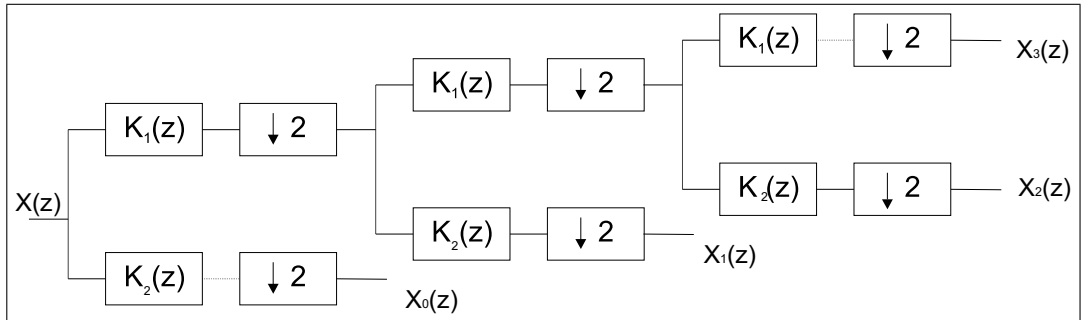 K₁(z) ↓ 2 X₃(z)
K₁(z) ↓ 2
K₁(z) ↓ 2
K₂(z) ↓ 2 X₂(z)
X(z)
K₂(z) ↓ 2 X₁(z)
K₂(z) ↓ 2 X₀(z)